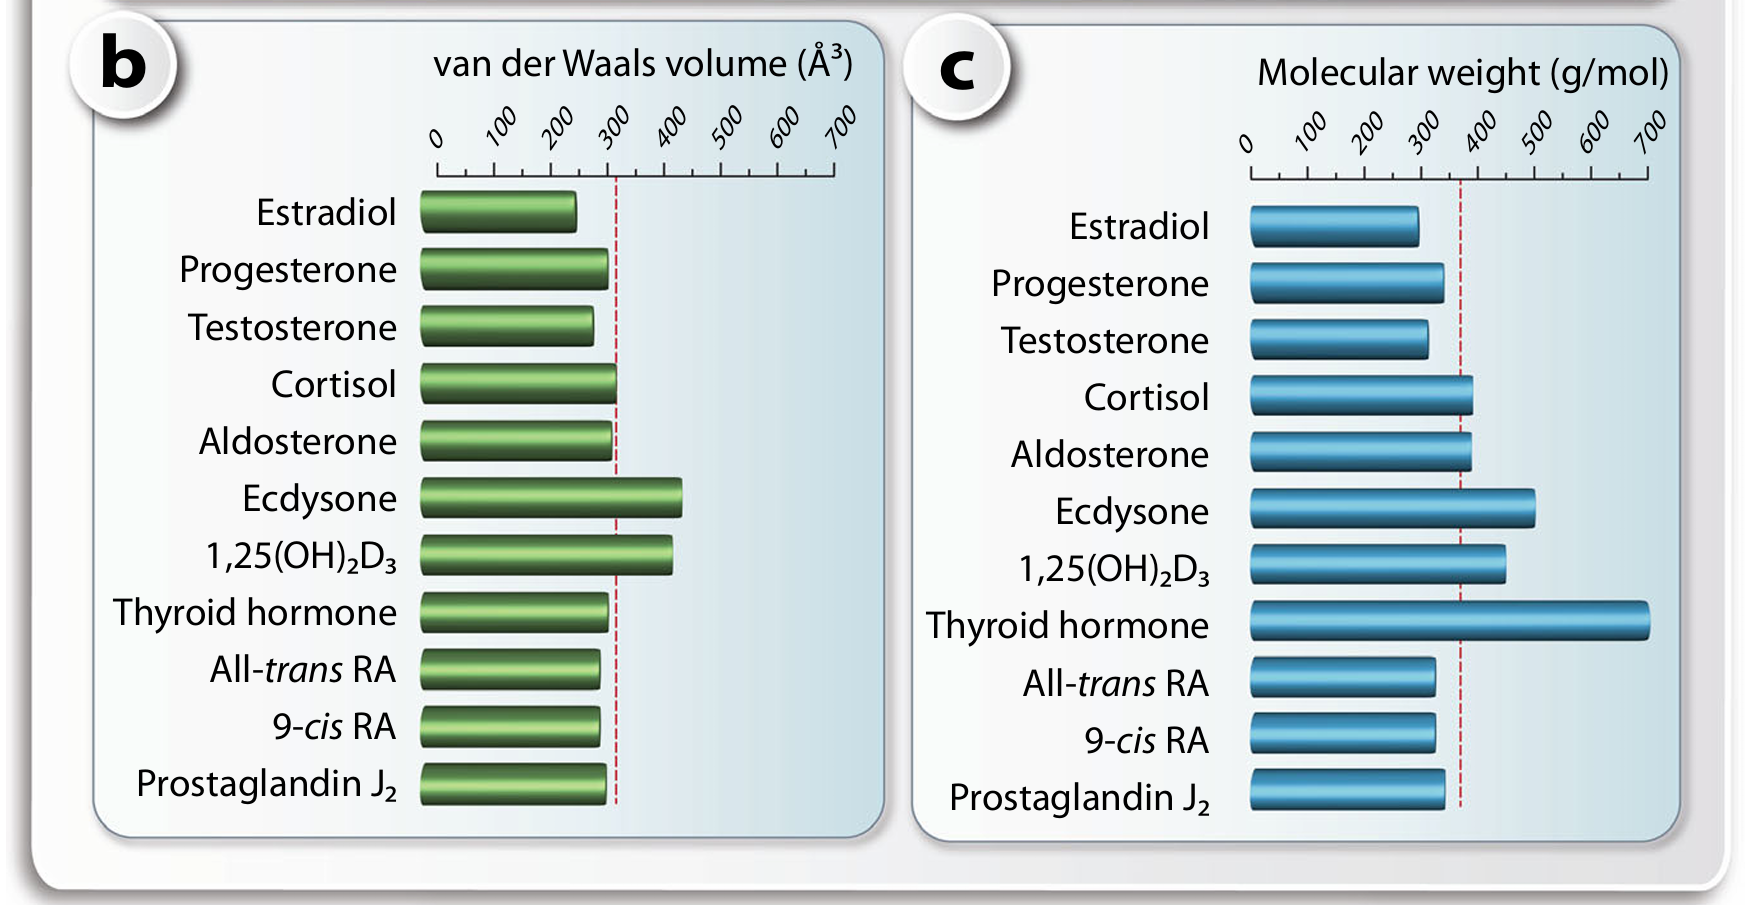 b
van der Waals volume (Å³)
0 100 200 300 400 500 600 700
Estradiol
Progesterone
Testosterone
Cortisol
Aldosterone
Ecdysone
1,25(OH)₂D₃
Thyroid hormone
All-trans RA
9-cis RA
Prostaglandin J₂
c
Molecular weight (g/mol)
0 100 200 300 400 500 600 700
Estradiol
Progesterone
Testosterone
Cortisol
Aldosterone
Ecdysone
1,25(OH)₂D₃
Thyroid hormone
All-trans RA
9-cis RA
Prostaglandin J₂